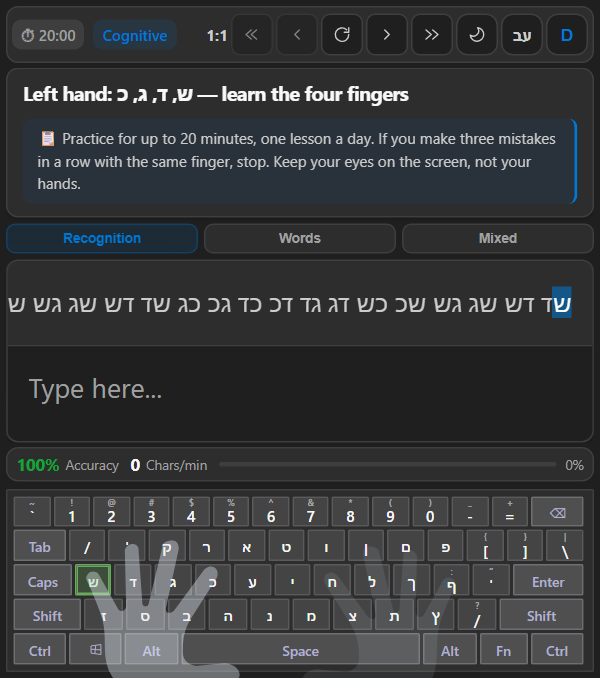 ⏱ 20:00 Cognitive 1:1 עב D
Left hand: ש, ד, ג, כ — learn the four fingers
📋 Practice for up to 20 minutes, one lesson a day. If you make three mistakes
in a row with the same finger, stop. Keep your eyes on the screen, not your
hands.
Recognition Words Mixed
שד דש שג גש שכ כש דג גד דכ כד גכ כג שד דש שג גש ש
Type here...
100% Accuracy 0 Chars/min 0%
~ ` ! 1 @ 2 # 3 $ 4 % 5 ^ 6 & 7 * 8 ( 9 ) 0 _ - + = ⌫
Tab / ' ק ר א ט ו ן ם פ { [ } ] | \
Caps ש ד ג כ ע י ח ל ך : ף " ' Enter
Shift ז ס ב ה נ מ צ ת ץ ? / Shift
Ctrl Alt Space Alt Fn Ctrl